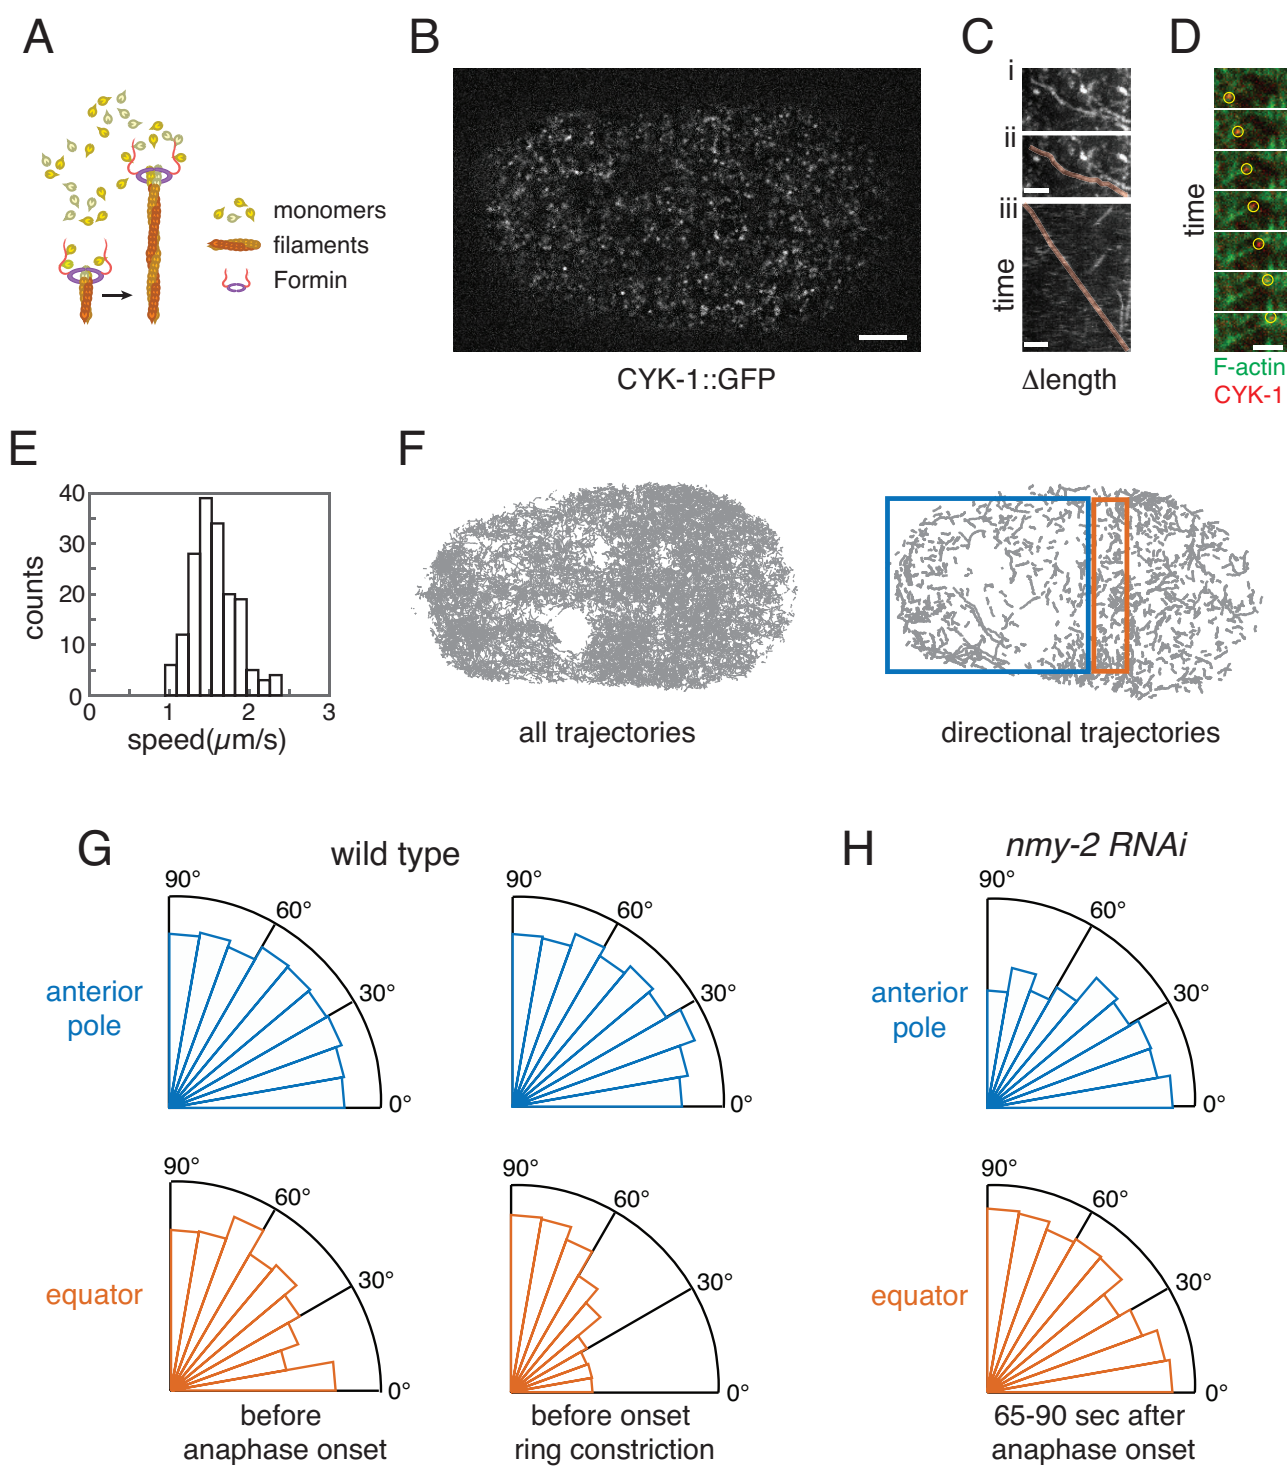 A
monomers
filaments
Formin
B
CYK-1::GFP
C
i
ii
iii
time
Δlength
D
time
F-actin
CYK-1
E
40
30
20
10
0
counts
0
1
2
3
speed(μm/s)
F
all trajectories
directional trajectories
G
wild type
90°
60°
30°
0°
anterior
pole
90°
60°
30°
0°
90°
60°
30°
0°
equator
before
anaphase onset
90°
60°
30°
0°
before onset
ring constriction
H
nmy-2 RNAi
90°
60°
30°
0°
anterior
pole
90°
60°
30°
0°
equator
65-90 sec after
anaphase onset